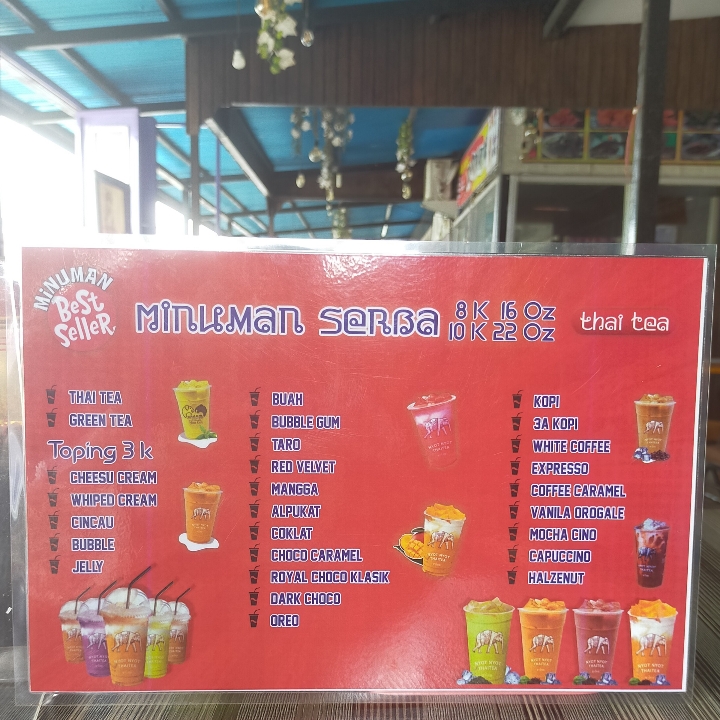 MINUMAN
BeSt
SelleR
MINUMAN SERBA
8 K 16 Oz
10 K 22 Oz
thai tea
THAI TEA
GREEN TEA
Toping 3 k
CHEESU CREAM
WHIPED CREAM
CINCAU
BUBBLE
JELLY
BUAH
BUBBLE GUM
TARO
RED VELVET
MANGGA
ALPUKAT
COKLAT
CHOCO CARAMEL
ROYAL CHOCO KLASIK
DARK CHOCO
OREO
KOPI
3A KOPI
WHITE COFFEE
EXPRESSO
COFFEE CARAMEL
VANILA OROGALE
MOCHA CINO
CAPUCCINO
HALZENUT